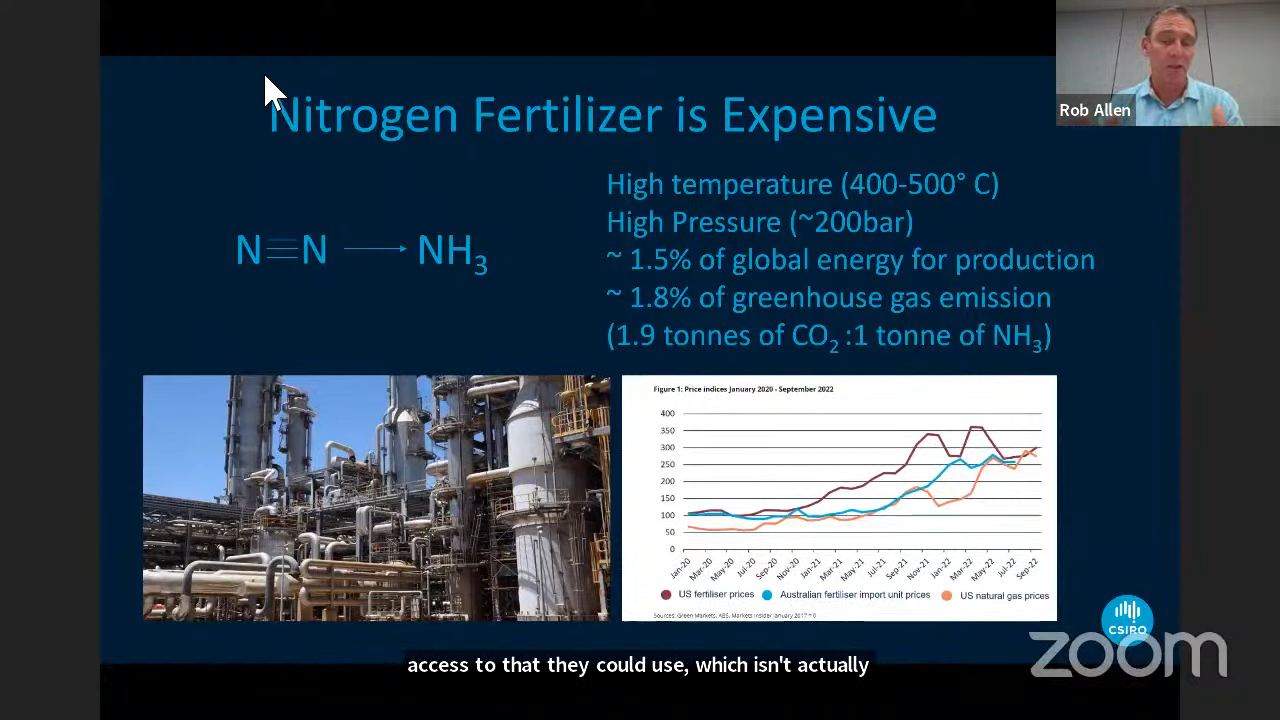 Nitrogen Fertilizer is Expensive
Rob Allen
High temperature (400-500° C)
High Pressure (~200bar)
~ 1.5% of global energy for production
~ 1.8% of greenhouse gas emission
(1.9 tonnes of CO₂ :1 tonne of NH₃)
N≡N ⟶ NH₃
Figure 1: Price indices January 2020 - September 2022
400
350
300
250
200
150
100
50
0
Jan-20 Mar-20 May-20 Jul-20 Sep-20 Nov-20 Jan-21 Mar-21 May-21 Jul-21 Sep-21 Nov-21 Jan-22 Mar-22 May-22 Jul-22 Sep-22
US fertiliser prices Australian fertiliser import unit prices US natural gas prices
Sources: Green Markets, ABS, Markets Insider January 2017 = 0
CSIRO
zoom
access to that they could use, which isn't actually